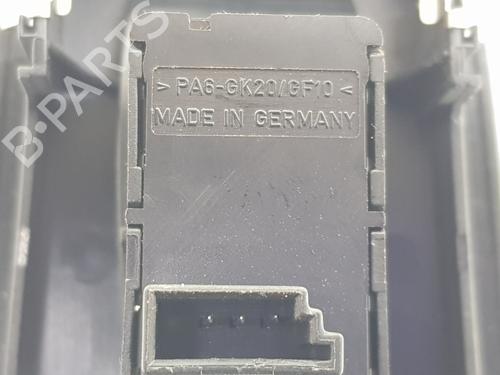 B-PARTS
> PA6-GK20/GF10 <
MADE IN GERMANY